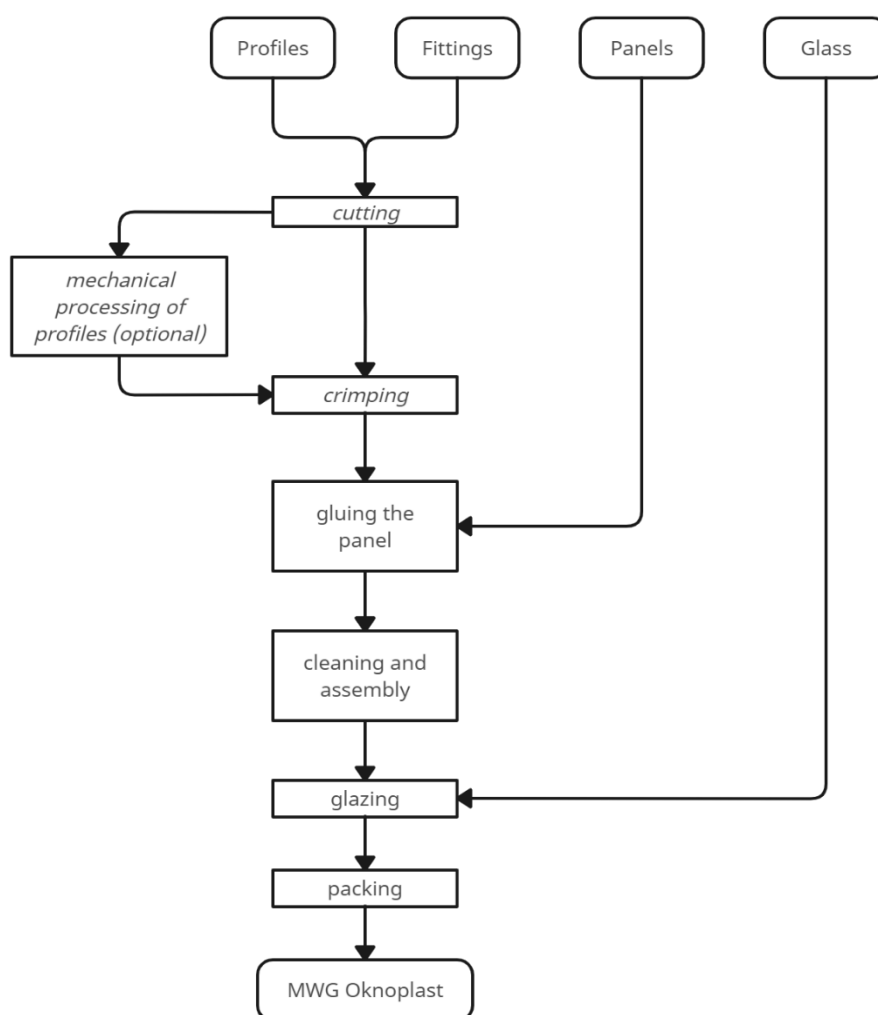 Profiles
Fittings
Panels
Glass
cutting
mechanical
processing of
profiles (optional)
crimping
gluing the
panel
cleaning and
assembly
glazing
packing
MWG Oknoplast